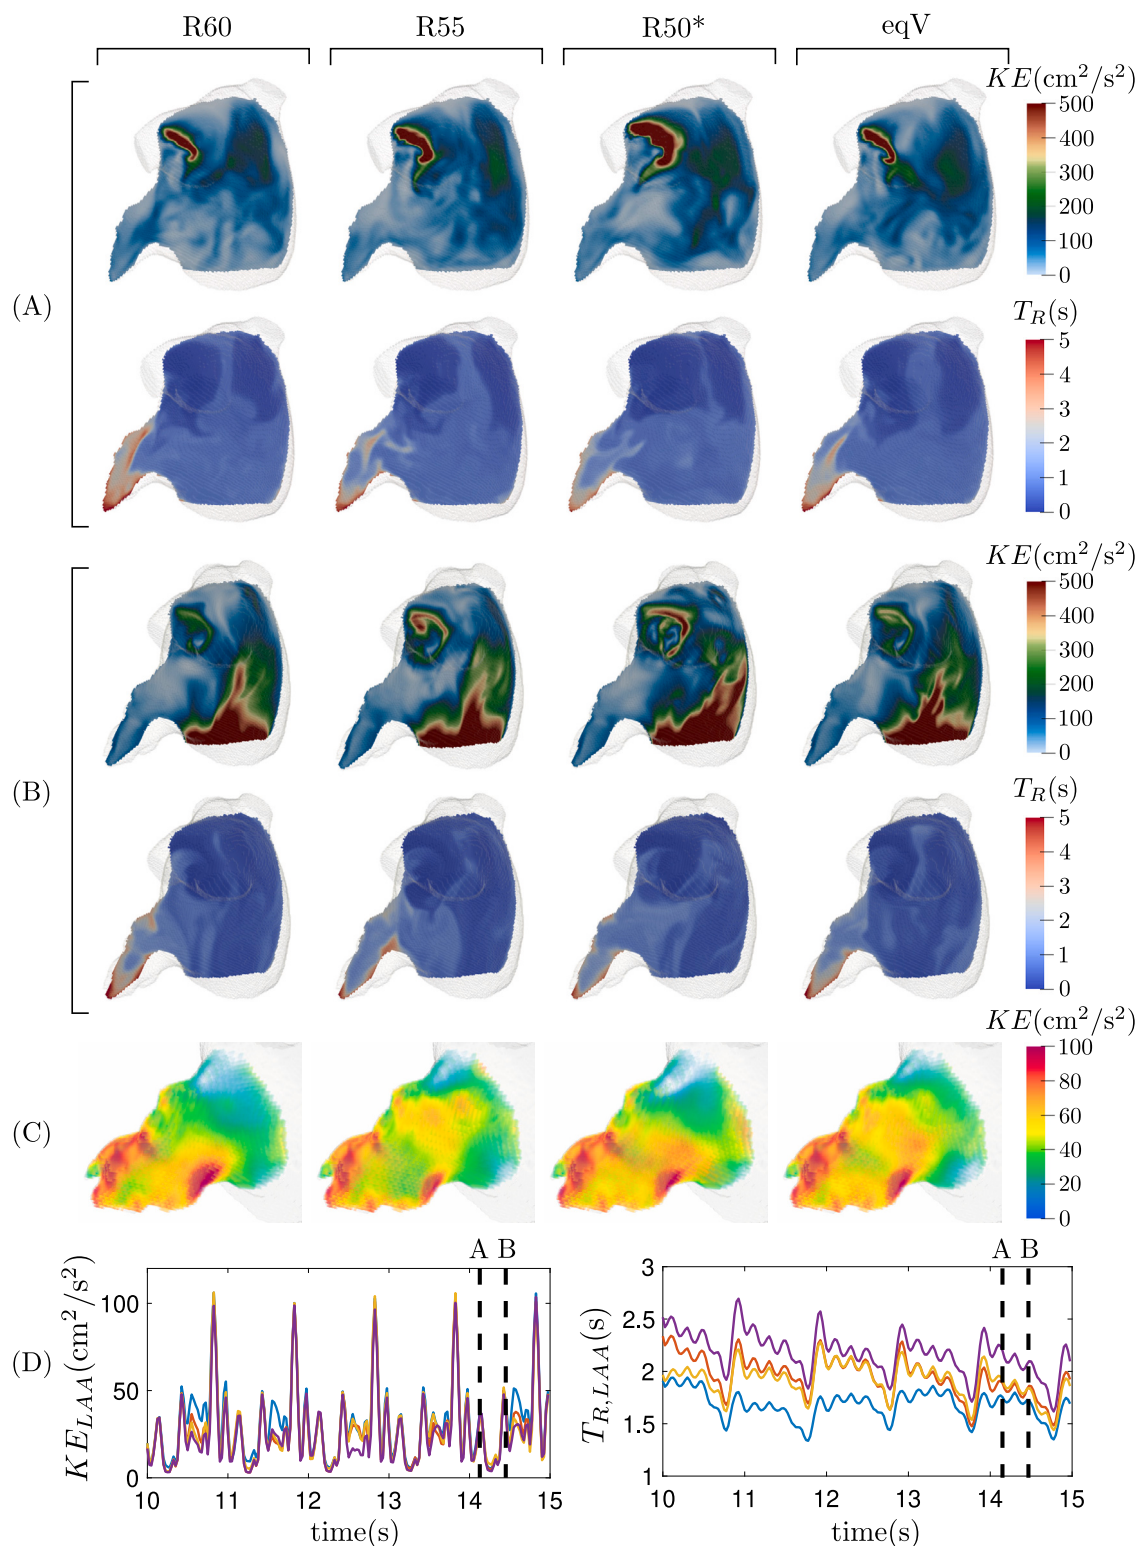 R60 R55 R50* eqV
KE(cm²/s²)
500
400
300
200
100
0
(A)
T_R(s)
5
4
3
2
1
0
KE(cm²/s²)
500
400
300
200
100
0
(B)
T_R(s)
5
4
3
2
1
0
KE(cm²/s²)
100
80
60
40
20
0
(C)
(D)
A B
KE_LAA(cm²/s²)
100
50
0
10 11 12 13 14 15
time(s)
A B
T_R,LAA(s)
3
2.5
2
1.5
1
10 11 12 13 14 15
time(s)